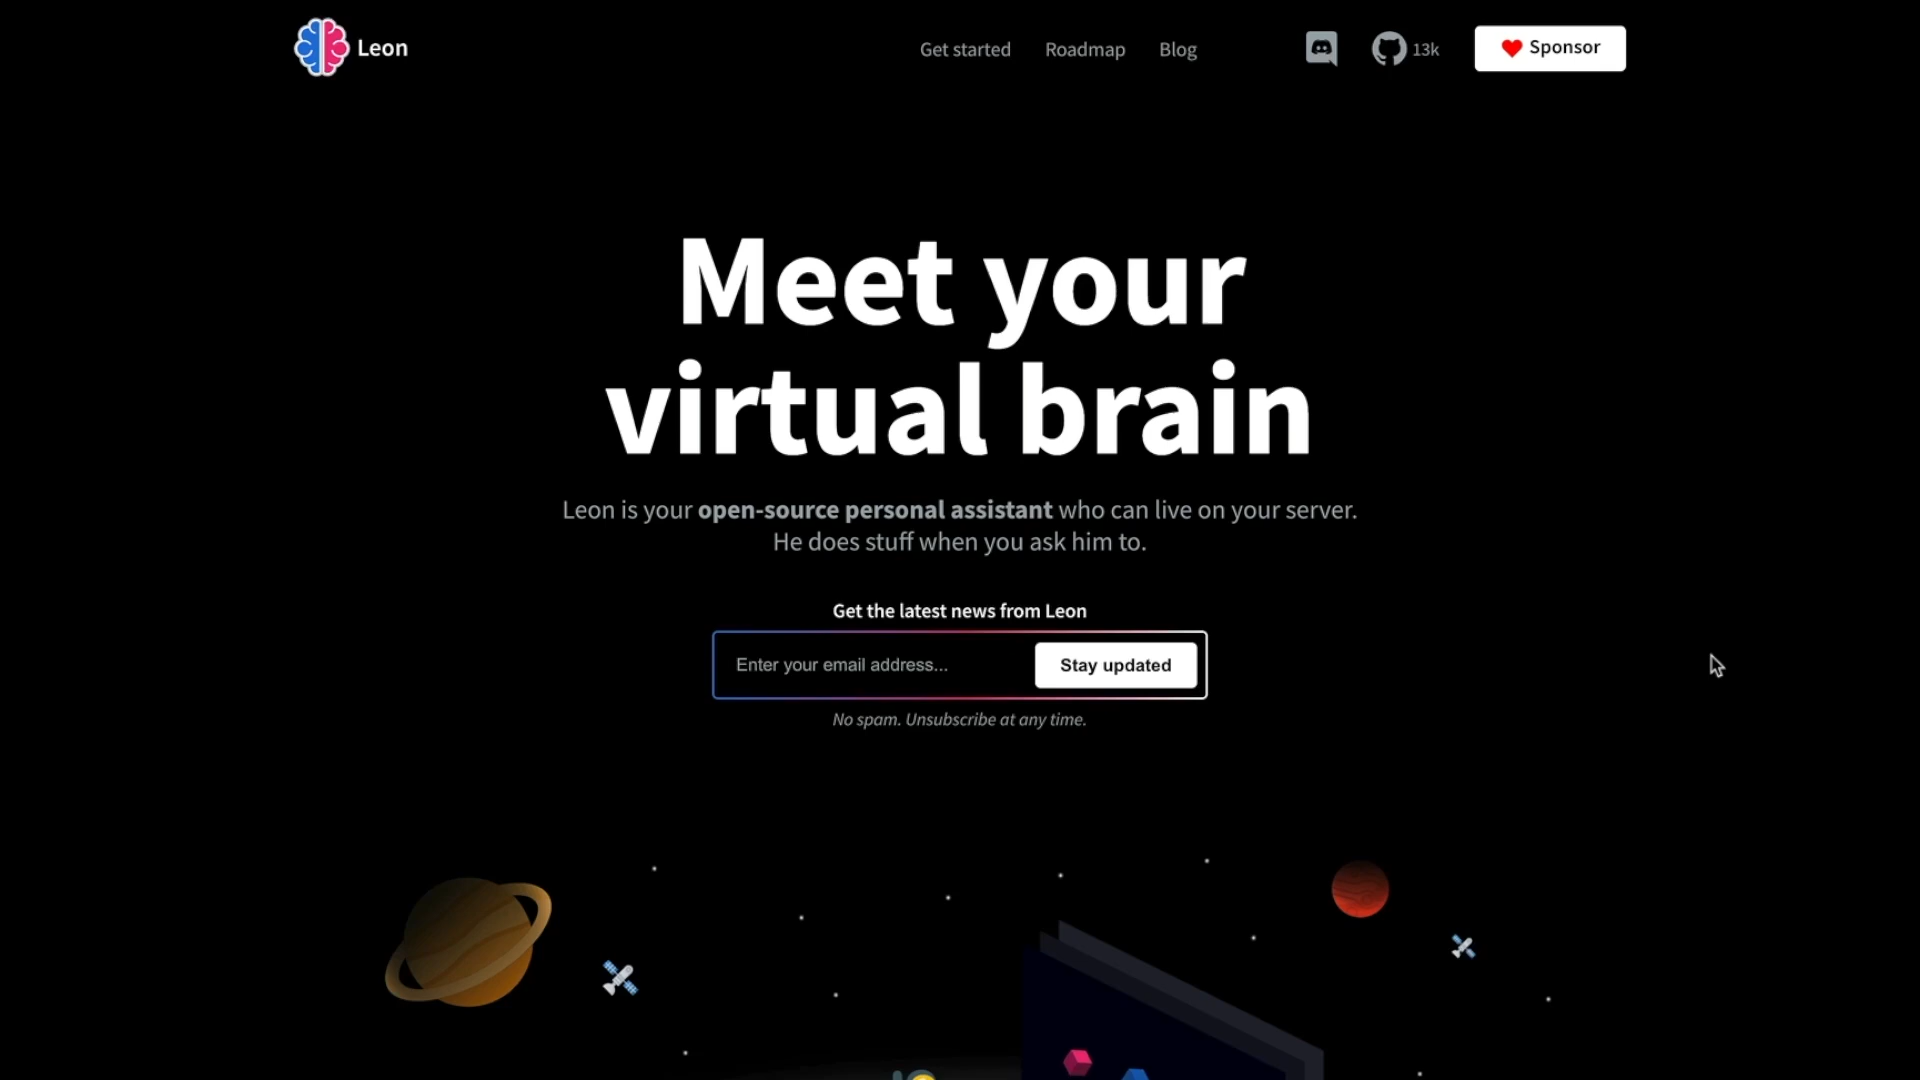 Leon
Get started
Roadmap
Blog
13k
Sponsor
Meet your
virtual brain
Leon is your open-source personal assistant who can live on your server.
He does stuff when you ask him to.
Get the latest news from Leon
Enter your email address...
Stay updated
No spam. Unsubscribe at any time.